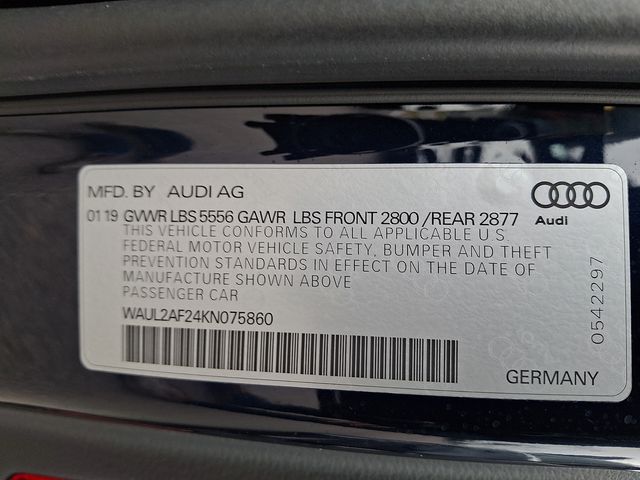 MFD. BY AUDI AG
01 19 GVWR LBS 5556 GAWR LBS FRONT 2800 / REAR 2877
Audi
THIS VEHICLE CONFORMS TO ALL APPLICABLE U.S.
FEDERAL MOTOR VEHICLE SAFETY, BUMPER AND THEFT
PREVENTION STANDARDS IN EFFECT ON THE DATE OF
MANUFACTURE SHOWN ABOVE
PASSENGER CAR
WAUL2AF24KN075860
GERMANY
0542297